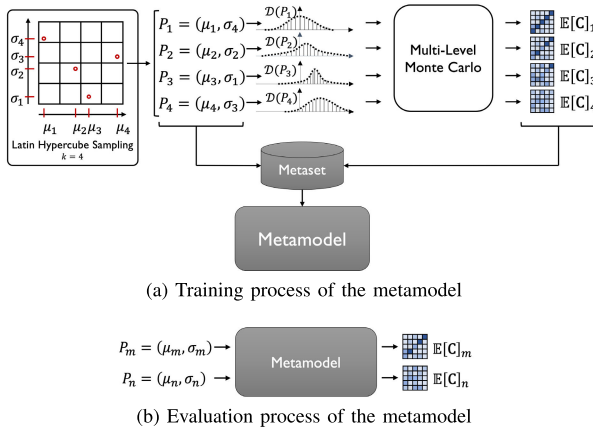 σ₄
σ₃
σ₂
σ₁
μ₁ μ₂ μ₃ μ₄
Latin Hypercube Sampling
k = 4
P₁ = (μ₁, σ₄) 𝒟(P₁)
P₂ = (μ₂, σ₂) 𝒟(P₂)
P₃ = (μ₃, σ₁) 𝒟(P₃)
P₄ = (μ₄, σ₃) 𝒟(P₄)
Multi-Level
Monte Carlo
𝔼[C]₁
𝔼[C]₂
𝔼[C]₃
𝔼[C]₄
Metaset
Metamodel
(a) Training process of the metamodel
Pₘ = (μₘ, σₘ)
Pₙ = (μₙ, σₙ)
Metamodel
𝔼[C]ₘ
𝔼[C]ₙ
(b) Evaluation process of the metamodel